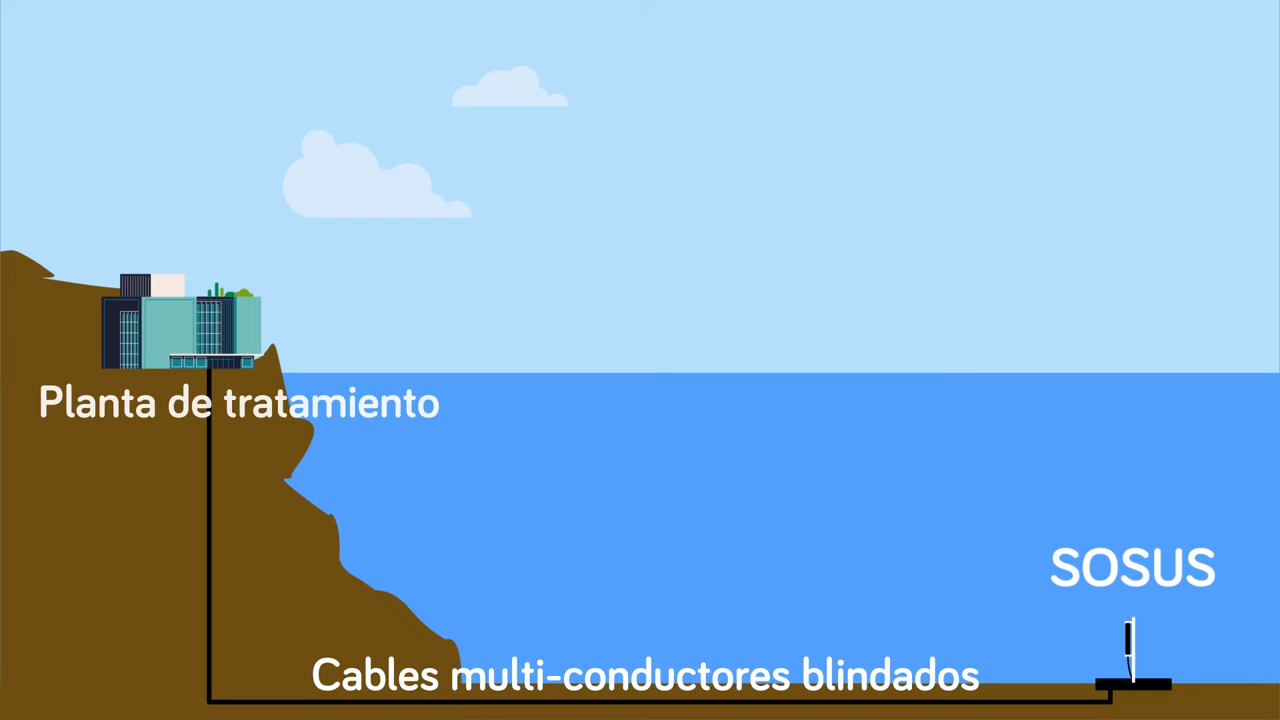 Planta de tratamiento
SOSUS
Cables multi-conductores blindados